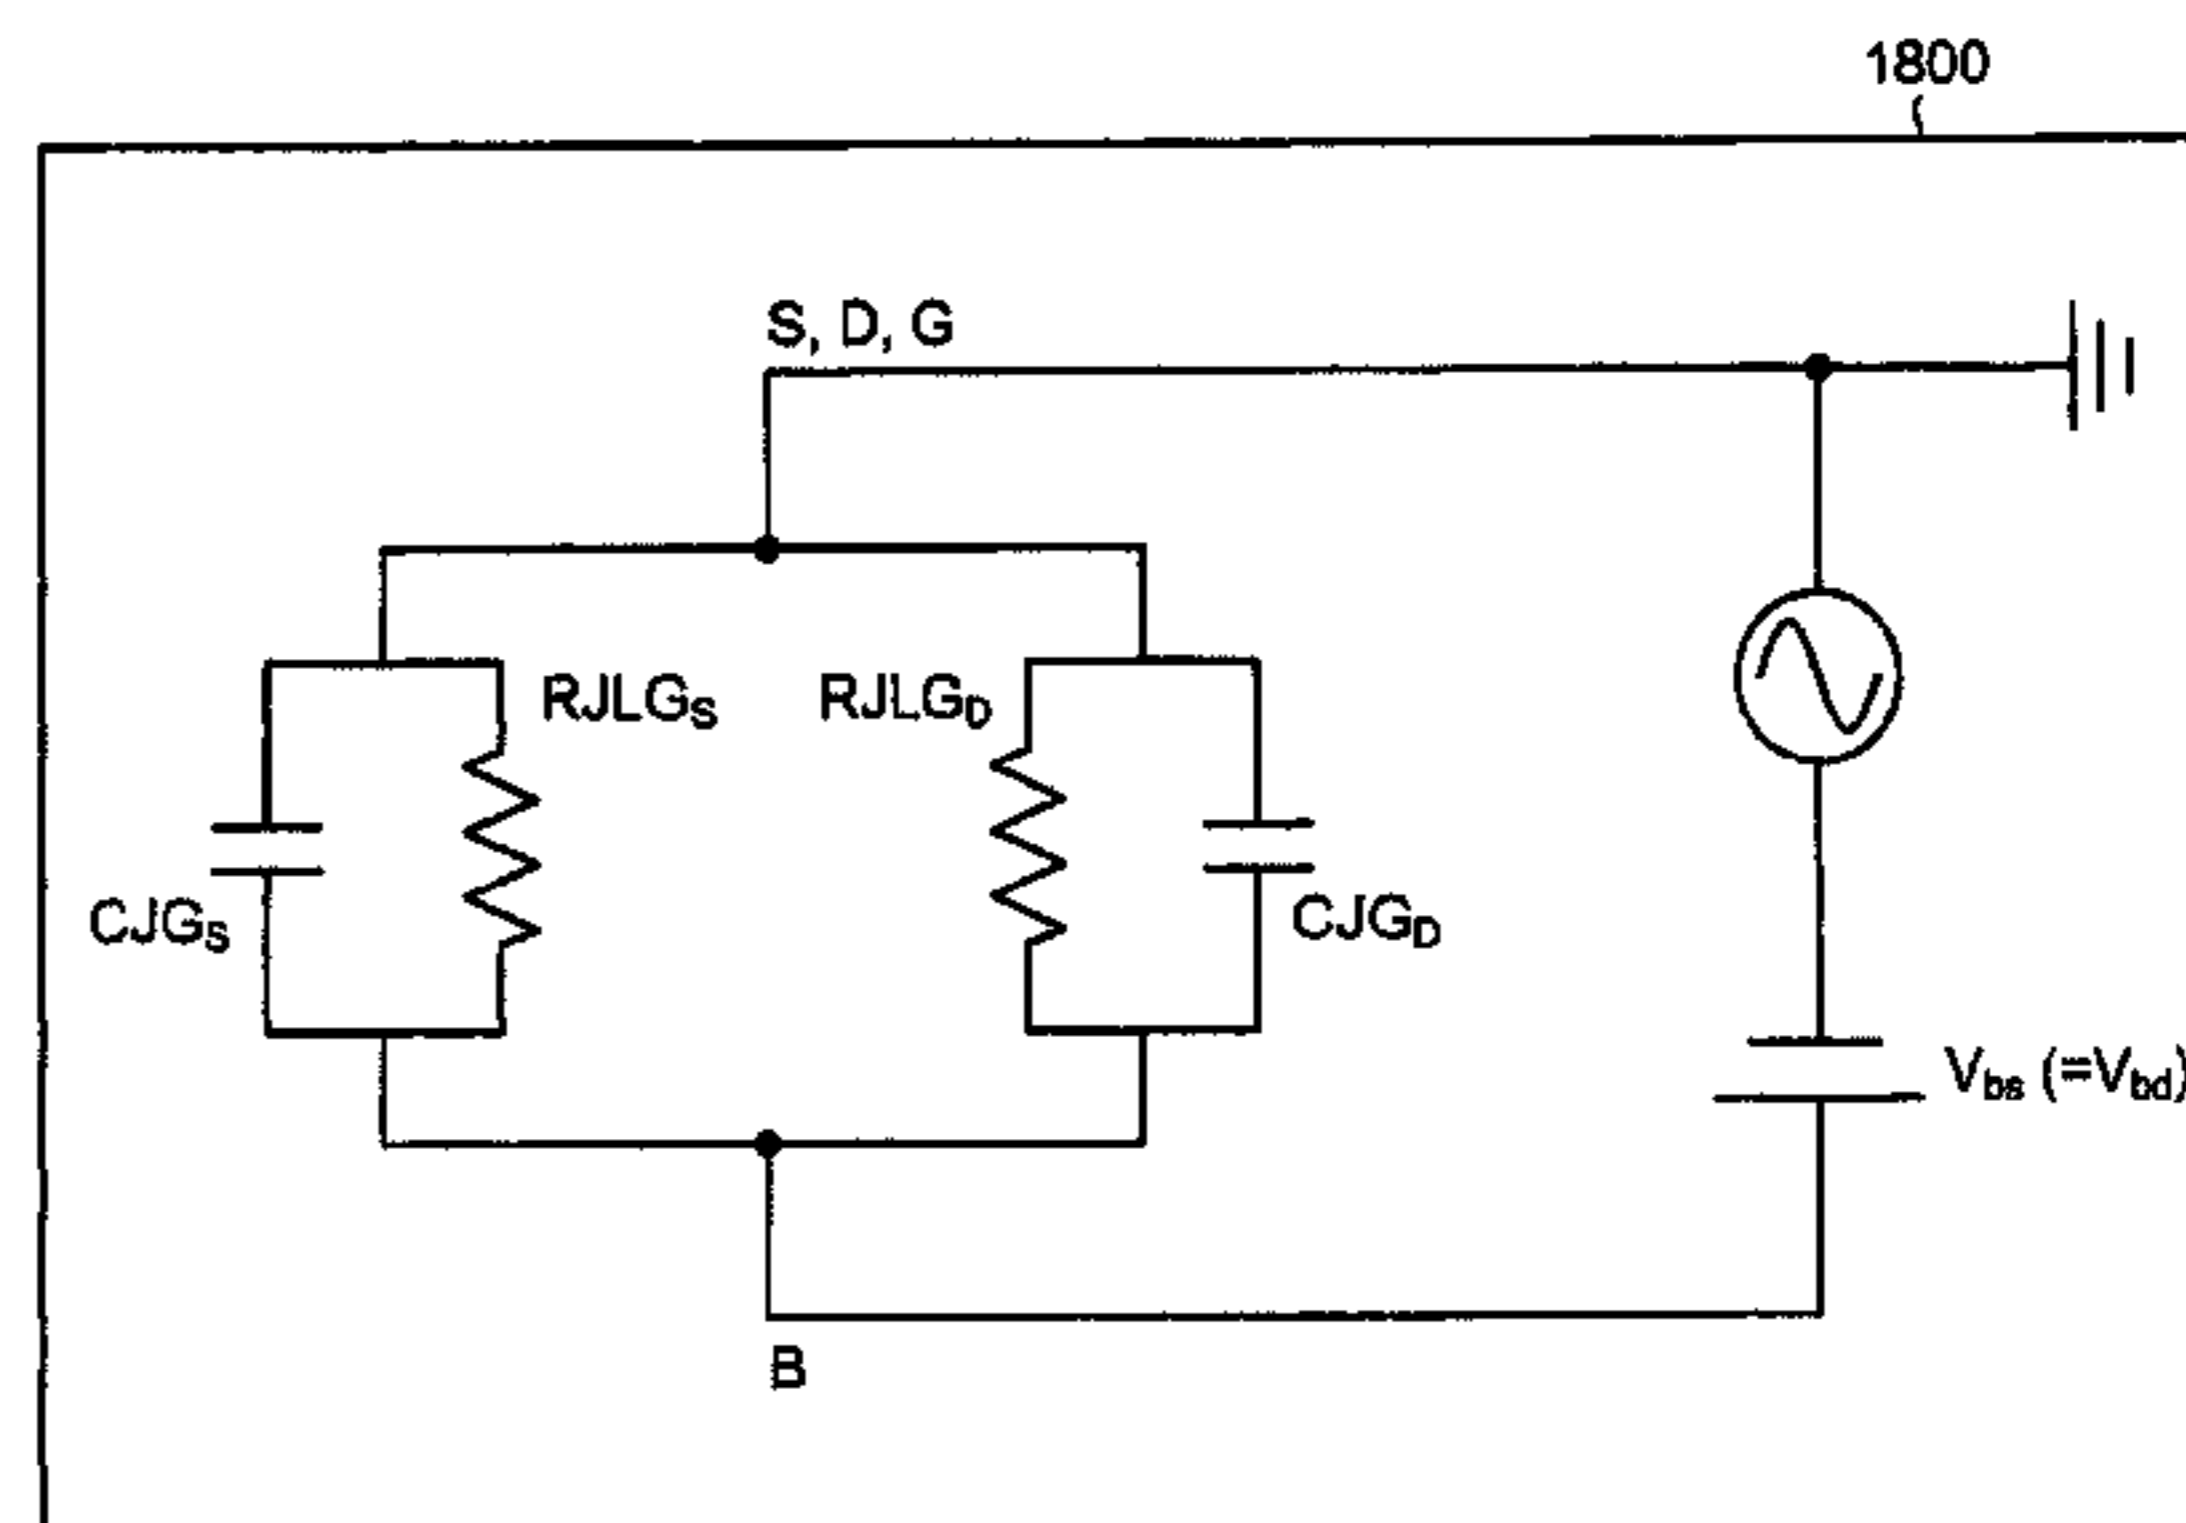 1800
S, D, G
RJLGS
RJLGD
CJGS
CJGD
Vbs (=Vbd)
B